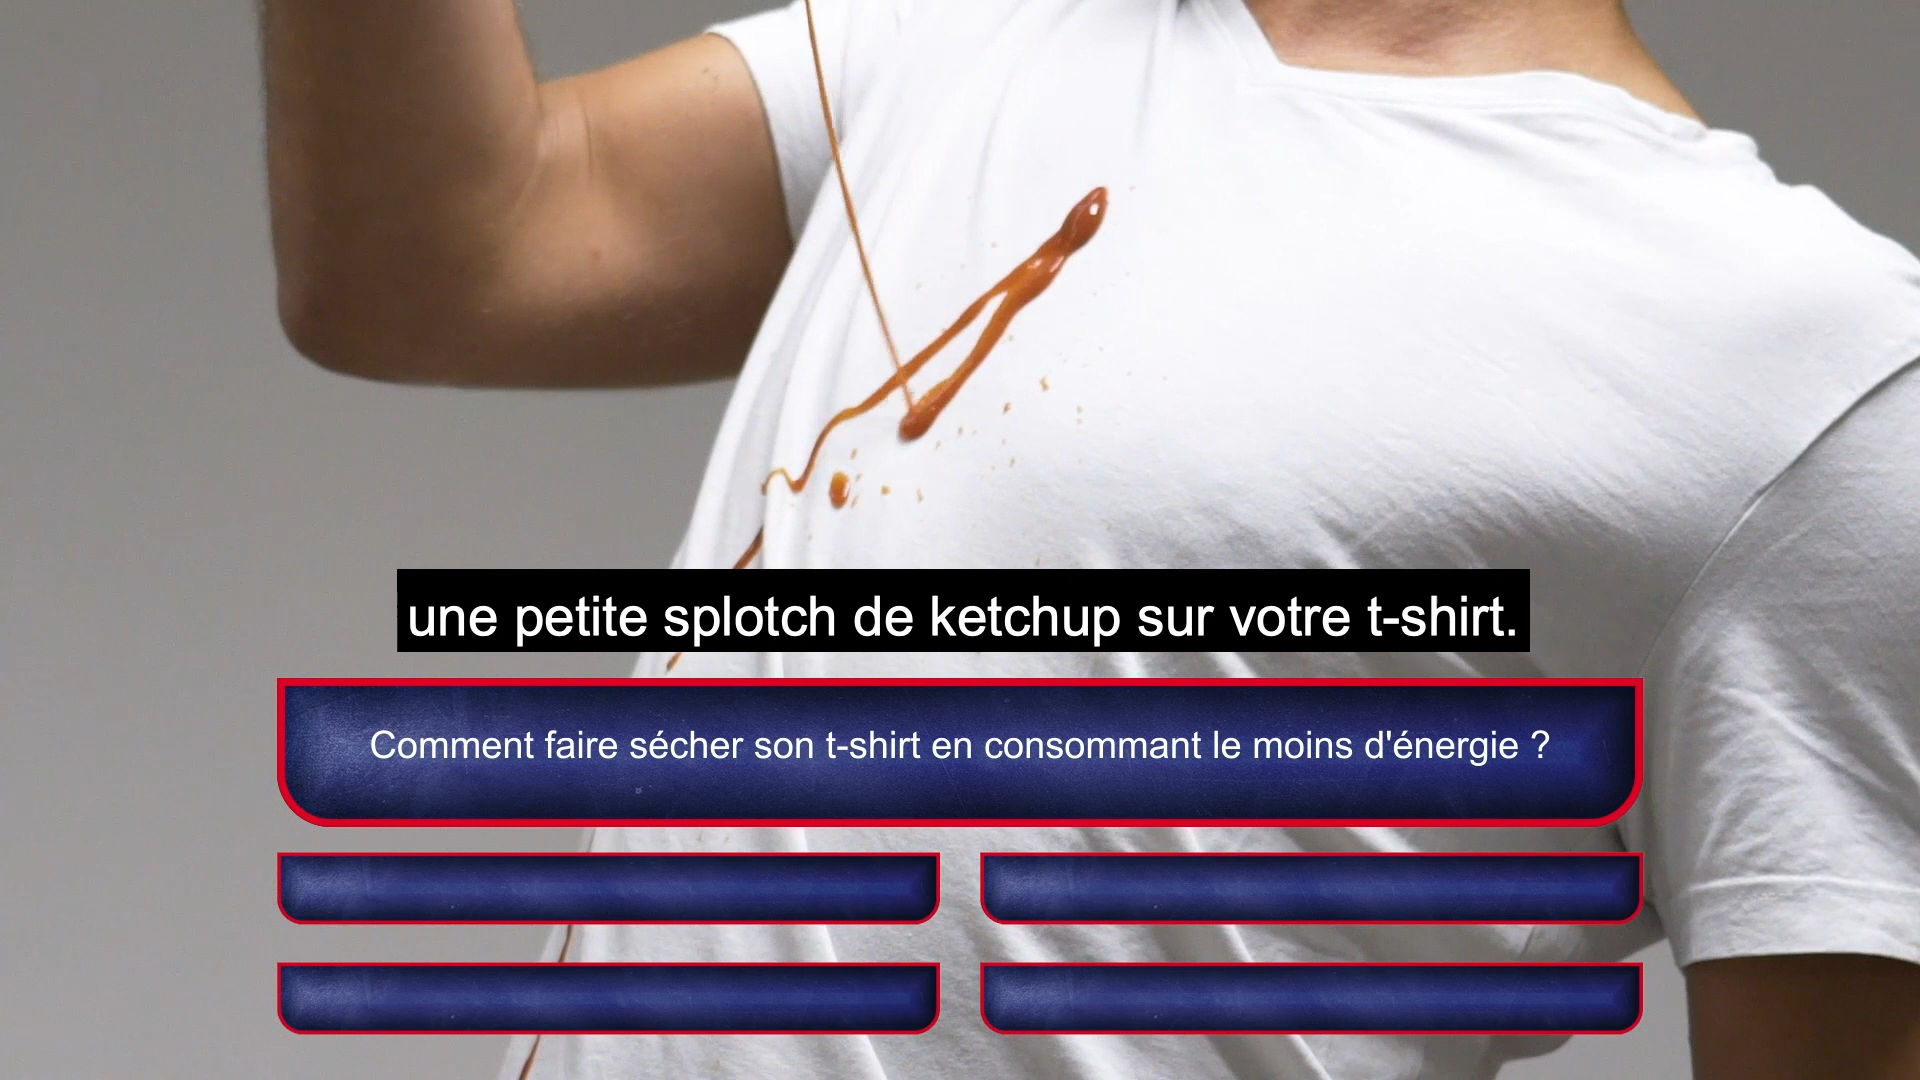 une petite splotch de ketchup sur votre t-shirt.
Comment faire sécher son t-shirt en consommant le moins d'énergie ?